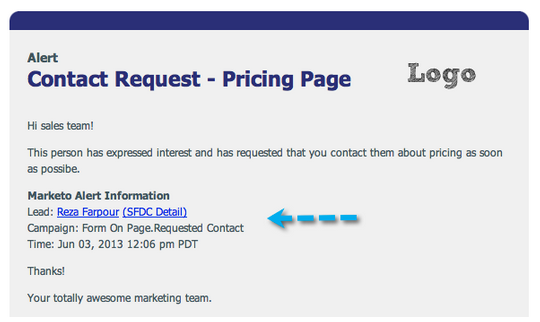 Alert
Contact Request - Pricing Page
Logo
Hi sales team!
This person has expressed interest and has requested that you contact them about pricing as soon
as possibe.
Marketo Alert Information
Lead: Reza Farpour (SFDC Detail)
Campaign: Form On Page.Requested Contact
Time: Jun 03, 2013 12:06 pm PDT
Thanks!
Your totally awesome marketing team.